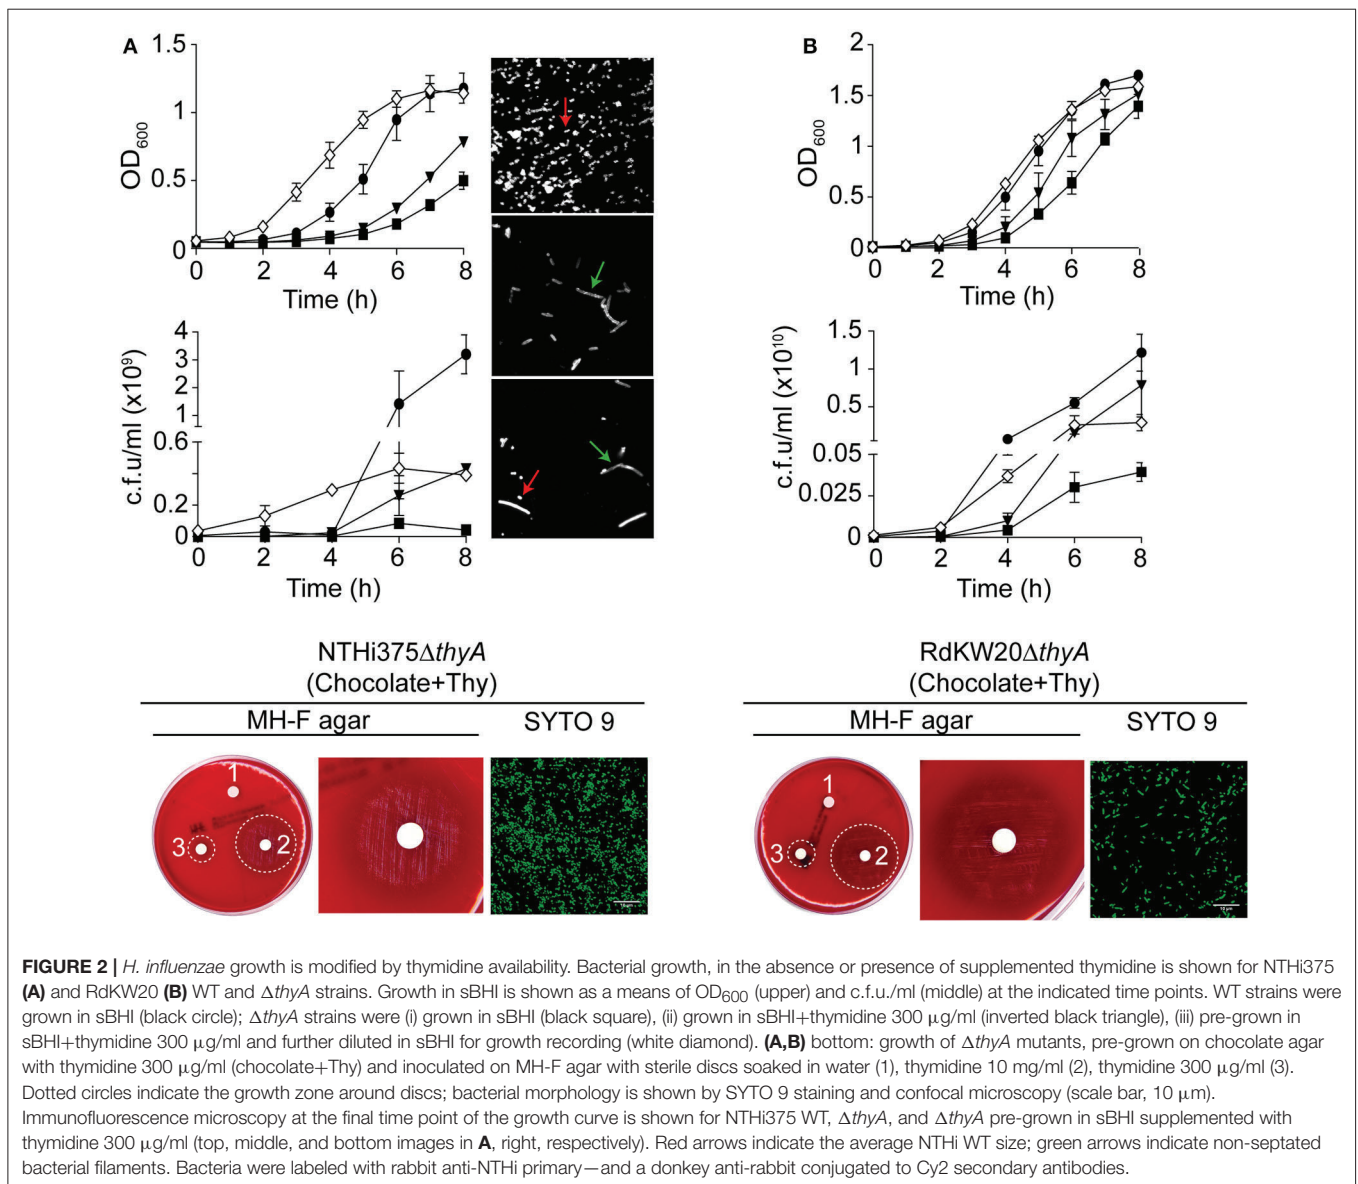 A
1.5
1
0.5
0
OD600
0 2 4 6 8
Time (h)
4
3
2
1
0.6
0.2
0
c.f.u/ml (x10⁹)
0 2 4 6 8
Time (h)
B
2
1.5
1
0.5
0
OD600
0 2 4 6 8
Time (h)
1.5
1
0.5
0.05
0.025
0
c.f.u/ml (x10¹⁰)
0 2 4 6 8
Time (h)
NTHi375ΔthyA
(Chocolate+Thy)
MH-F agar SYTO 9
1
3 2
RdKW20ΔthyA
(Chocolate+Thy)
MH-F agar SYTO 9
1
3 2
FIGURE 2 | H. influenzae growth is modified by thymidine availability. Bacterial growth, in the absence or presence of supplemented thymidine is shown for NTHi375
(A) and RdKW20 (B) WT and ΔthyA strains. Growth in sBHI is shown as a means of OD600 (upper) and c.f.u./ml (middle) at the indicated time points. WT strains were
grown in sBHI (black circle); ΔthyA strains were (i) grown in sBHI (black square), (ii) grown in sBHI+thymidine 300 μg/ml (inverted black triangle), (iii) pre-grown in
sBHI+thymidine 300 μg/ml and further diluted in sBHI for growth recording (white diamond). (A,B) bottom: growth of ΔthyA mutants, pre-grown on chocolate agar
with thymidine 300 μg/ml (chocolate+Thy) and inoculated on MH-F agar with sterile discs soaked in water (1), thymidine 10 mg/ml (2), thymidine 300 μg/ml (3).
Dotted circles indicate the growth zone around discs; bacterial morphology is shown by SYTO 9 staining and confocal microscopy (scale bar, 10 μm).
Immunofluorescence microscopy at the final time point of the growth curve is shown for NTHi375 WT, ΔthyA, and ΔthyA pre-grown in sBHI supplemented with
thymidine 300 μg/ml (top, middle, and bottom images in A, right, respectively). Red arrows indicate the average NTHi WT size; green arrows indicate non-septated
bacterial filaments. Bacteria were labeled with rabbit anti-NTHi primary—and a donkey anti-rabbit conjugated to Cy2 secondary antibodies.